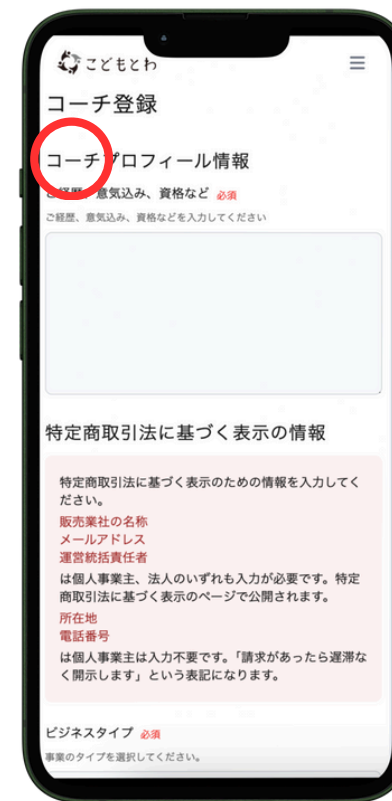 こどもとわ
コーチ登録
コーチプロフィール情報
ご経歴、意気込み、資格など 必須
ご経歴、意気込み、資格などを入力してください
特定商取引法に基づく表示の情報
特定商取引法に基づく表示のための情報を入力してく
ださい。
販売業社の名称
メールアドレス
運営統括責任者
は個人事業主、法人のいずれも入力が必要です。特定
商取引法に基づく表示のページで公開されます。
所在地
電話番号
は個人事業主は入力不要です。「請求があったら遅滞な
く開示します」という表記になります。
ビジネスタイプ 必須
事業のタイプを選択してください。